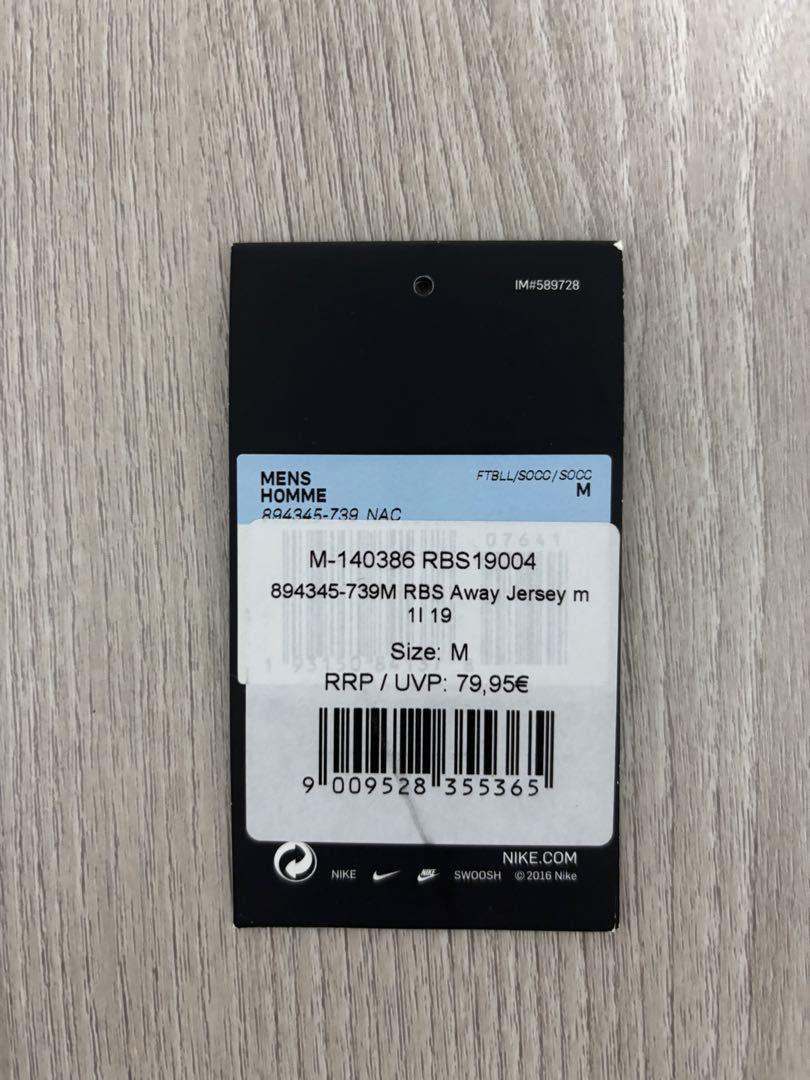 IM#589728
MENS
HOMME
FTBLL/SOCC/SOCC
M
894345-739 NAC
07641
M-140386 RBS19004
894345-739M RBS Away Jersey m
1l 19
Size: M
RRP / UVP: 79,95€
9 009528 355365
NIKE.COM
NIKE
SWOOSH
© 2016 Nike